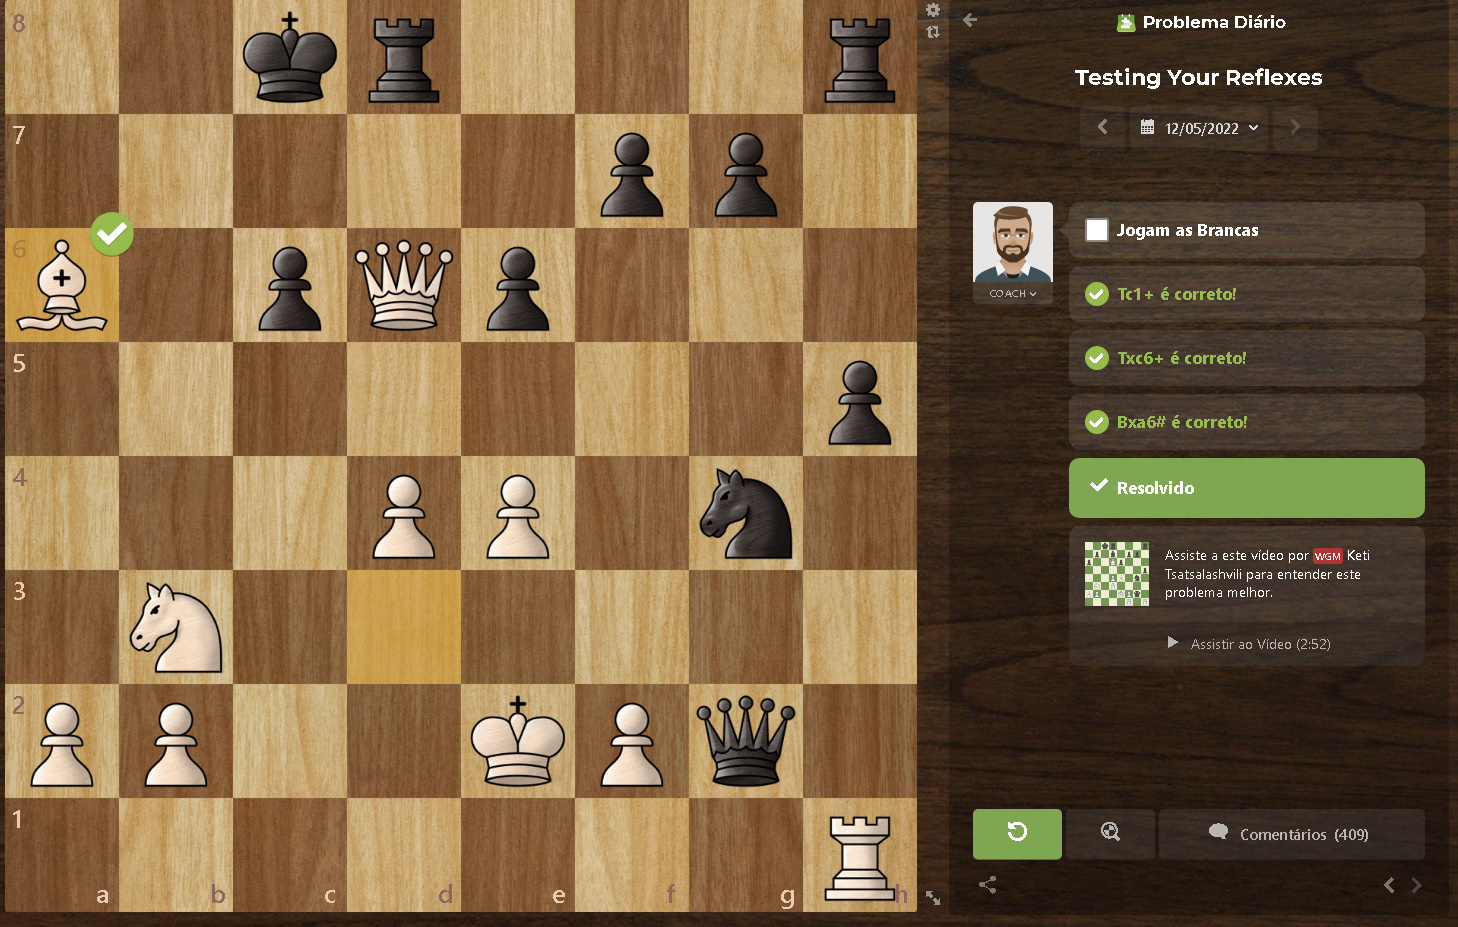 8
7
6
5
4
3
2
1
a b c d e f g h
Problema Diário
Testing Your Reflexes
12/05/2022
COACH
Jogam as Brancas
Tc1+ é correto!
Txc6+ é correto!
Bxa6# é correto!
Resolvido
Assiste a este vídeo por WGM Keti
Tsatsalashvili para entender este
problema melhor.
Assistir ao Vídeo (2:52)
Comentários (409)